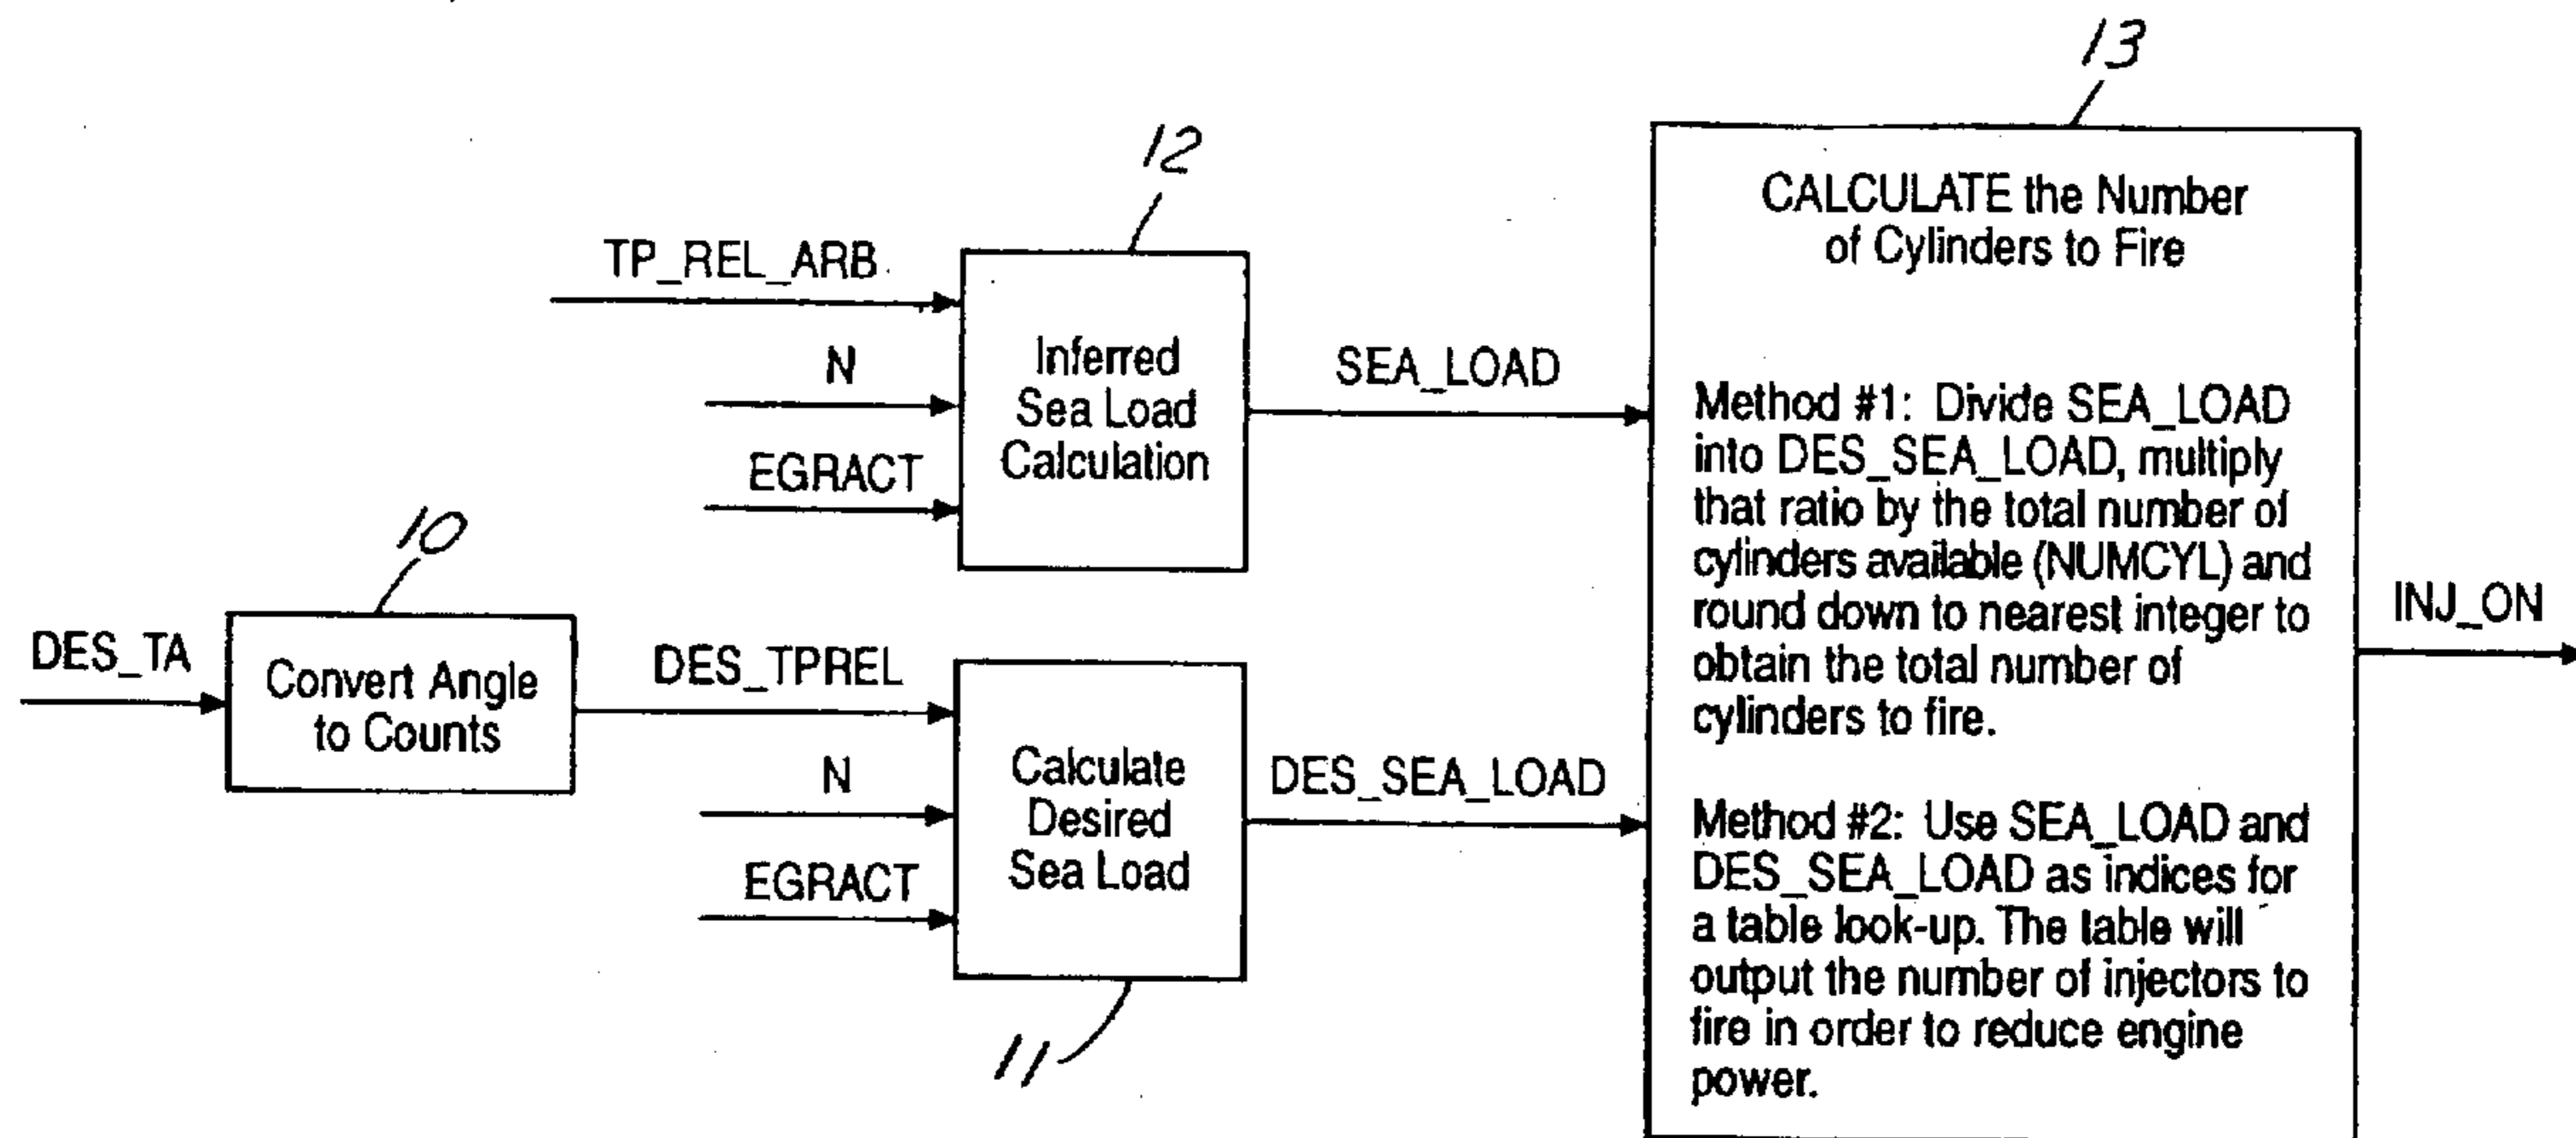 13
12
TP_REL_ARB
N
EGRACT
Inferred
Sea Load
Calculation
SEA_LOAD
10
DES_TA
Convert Angle
to Counts
DES_TPREL
N
EGRACT
Calculate
Desired
Sea Load
11
DES_SEA_LOAD
CALCULATE the Number
of Cylinders to Fire
Method #1: Divide SEA_LOAD
into DES_SEA_LOAD, multiply
that ratio by the total number of
cylinders available (NUMCYL) and
round down to nearest integer to
obtain the total number of
cylinders to fire.
Method #2: Use SEA_LOAD and
DES_SEA_LOAD as indices for
a table look-up. The table will
output the number of injectors to
fire in order to reduce engine
power.
INJ_ON